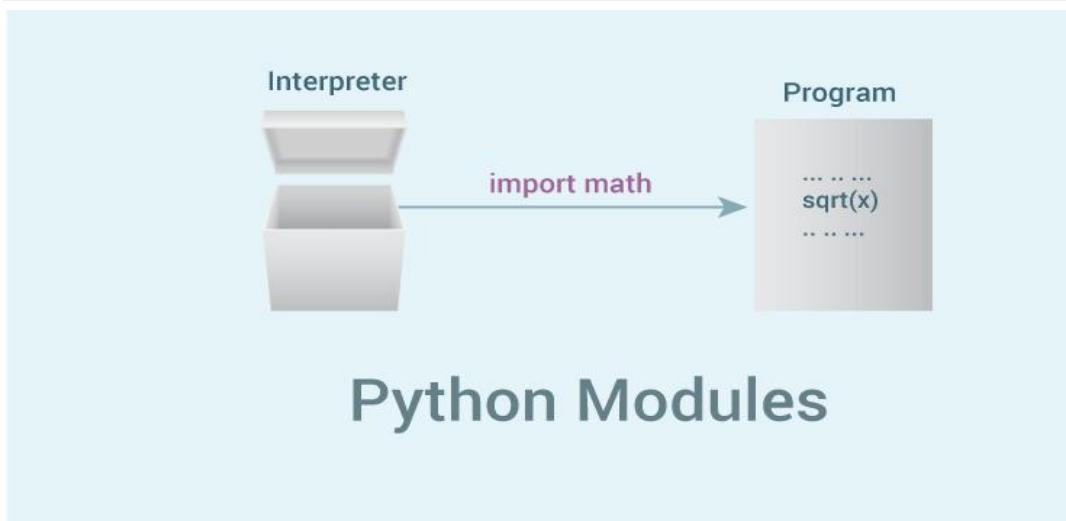 Interpreter
Program
import math
... .. ...
sqrt(x)
.. .. ...
Python Modules